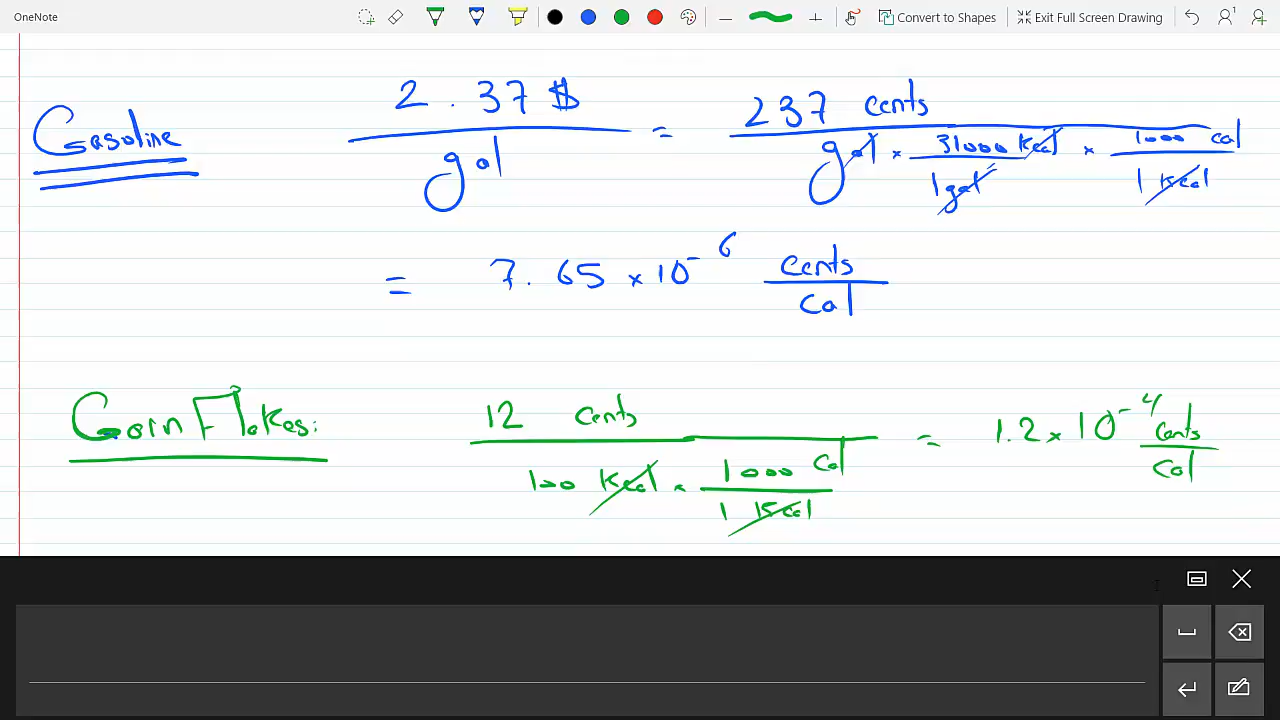 OneNote Convert to Shapes Exit Full Screen Drawing
Gasoline 2.37 $ / gal = 237 cents / gal × 31000 Kcal / 1 gal × 1000 cal / 1 Kcal
= 7.65 × 10^-6 cents / cal
Corn Flakes: 12 cents / 100 Kcal × 1000 cal / 1 Kcal = 1.2 × 10^-4 cents / cal